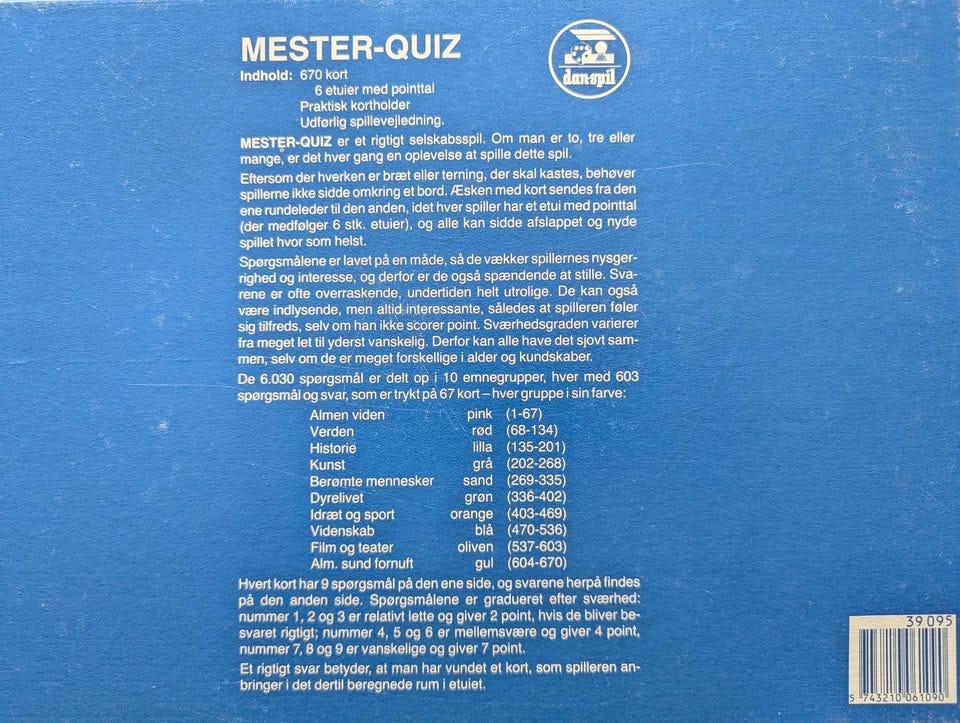 MESTER-QUIZ
dan-spil
Indhold: 670 kort
6 etuier med pointtal
Praktisk kortholder
Udførlig spillevejledning.
MESTER-QUIZ er et rigtigt selskabsspil. Om man er to, tre eller
mange, er det hver gang en oplevelse at spille dette spil.
Eftersom der hverken er bræt eller terning, der skal kastes, behøver
spillerne ikke sidde omkring et bord. Æsken med kort sendes fra den
ene rundeleder til den anden, idet hver spiller har et etui med pointtal
(der medfølger 6 stk. etuier), og alle kan sidde afslappet og nyde
spillet hvor som helst.
Spørgsmålene er lavet på en måde, så de vækker spillernes nysger-
righed og interesse, og derfor er de også spændende at stille. Sva-
rene er ofte overraskende, undertiden helt utrolige. De kan også
være indlysende, men altid interessante, således at spilleren føler
sig tilfreds, selv om han ikke scorer point. Sværhedsgraden varierer
fra meget let til yderst vanskelig. Derfor kan alle have det sjovt sam-
men, selv om de er meget forskellige i alder og kundskaber.
De 6.030 spørgsmål er delt op i 10 emnegrupper, hver med 603
spørgsmål og svar, som er trykt på 67 kort – hver gruppe i sin farve:
Almen viden pink (1-67)
Verden rød (68-134)
Historie lilla (135-201)
Kunst grå (202-268)
Berømte mennesker sand (269-335)
Dyrelivet grøn (336-402)
Idræt og sport orange (403-469)
Videnskab blå (470-536)
Film og teater oliven (537-603)
Alm. sund fornuft gul (604-670)
Hvert kort har 9 spørgsmål på den ene side, og svarene herpå findes
på den anden side. Spørgsmålene er gradueret efter sværhed:
nummer 1, 2 og 3 er relativt lette og giver 2 point, hvis de bliver be-
svaret rigtigt; nummer 4, 5 og 6 er mellemsvære og giver 4 point,
nummer 7, 8 og 9 er vanskelige og giver 7 point.
Et rigtigt svar betyder, at man har vundet et kort, som spilleren an-
bringer i det dertil beregnede rum i etuiet.
39 095
5 743210 061090